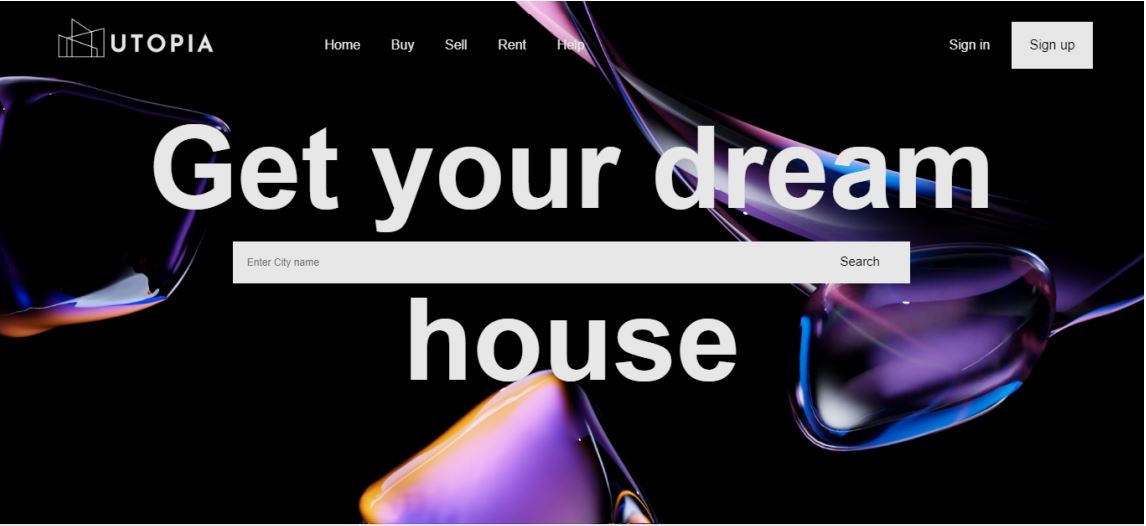 UTOPIA
Home Buy Sell Rent Help
Sign in Sign up
Get your dream
Enter City name Search
house